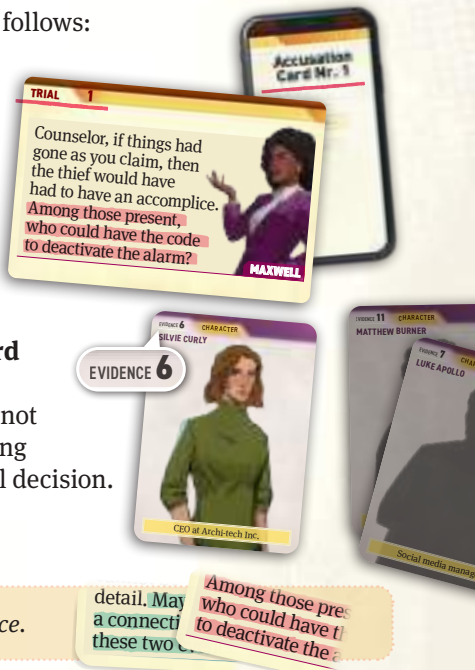 follows:
Accusation
Card Nr. 1
TRIAL 1
Counselor, if things had
gone as you claim, then
the thief would have
had to have an accomplice.
Among those present,
who could have the code
to deactivate the alarm?
MAXWELL
rd
not
ng
l decision.
EVIDENCE 6
EVIDENCE 6 CHARACTER
SILVIE CURLY
CEO at Archi-tech Inc.
EVIDENCE 11 CHARACTER
MATTHEW BURNER
EVIDENCE 7 CHA
LUKE APOLLO
Social media manag
ce.
detail. May
a connecti
these two
Among those pres
who could have t
to deactivate the